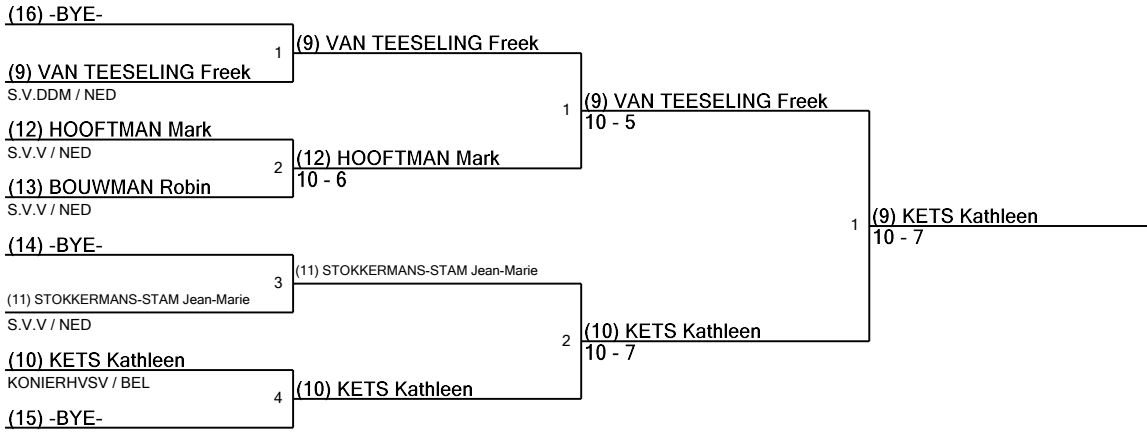 (16) -BYE-
1
(9) VAN TEESELING Freek
(9) VAN TEESELING Freek
S.V.DDM / NED
1
(9) VAN TEESELING Freek
10 - 5
(12) HOOFTMAN Mark
S.V.V / NED
2
(12) HOOFTMAN Mark
10 - 6
(13) BOUWMAN Robin
S.V.V / NED
1
(9) KETS Kathleen
10 - 7
(14) -BYE-
3
(11) STOKKERMANS-STAM Jean-Marie
(11) STOKKERMANS-STAM Jean-Marie
S.V.V / NED
2
(10) KETS Kathleen
10 - 7
(10) KETS Kathleen
KONIERHVSV / BEL
4
(10) KETS Kathleen
(15) -BYE-